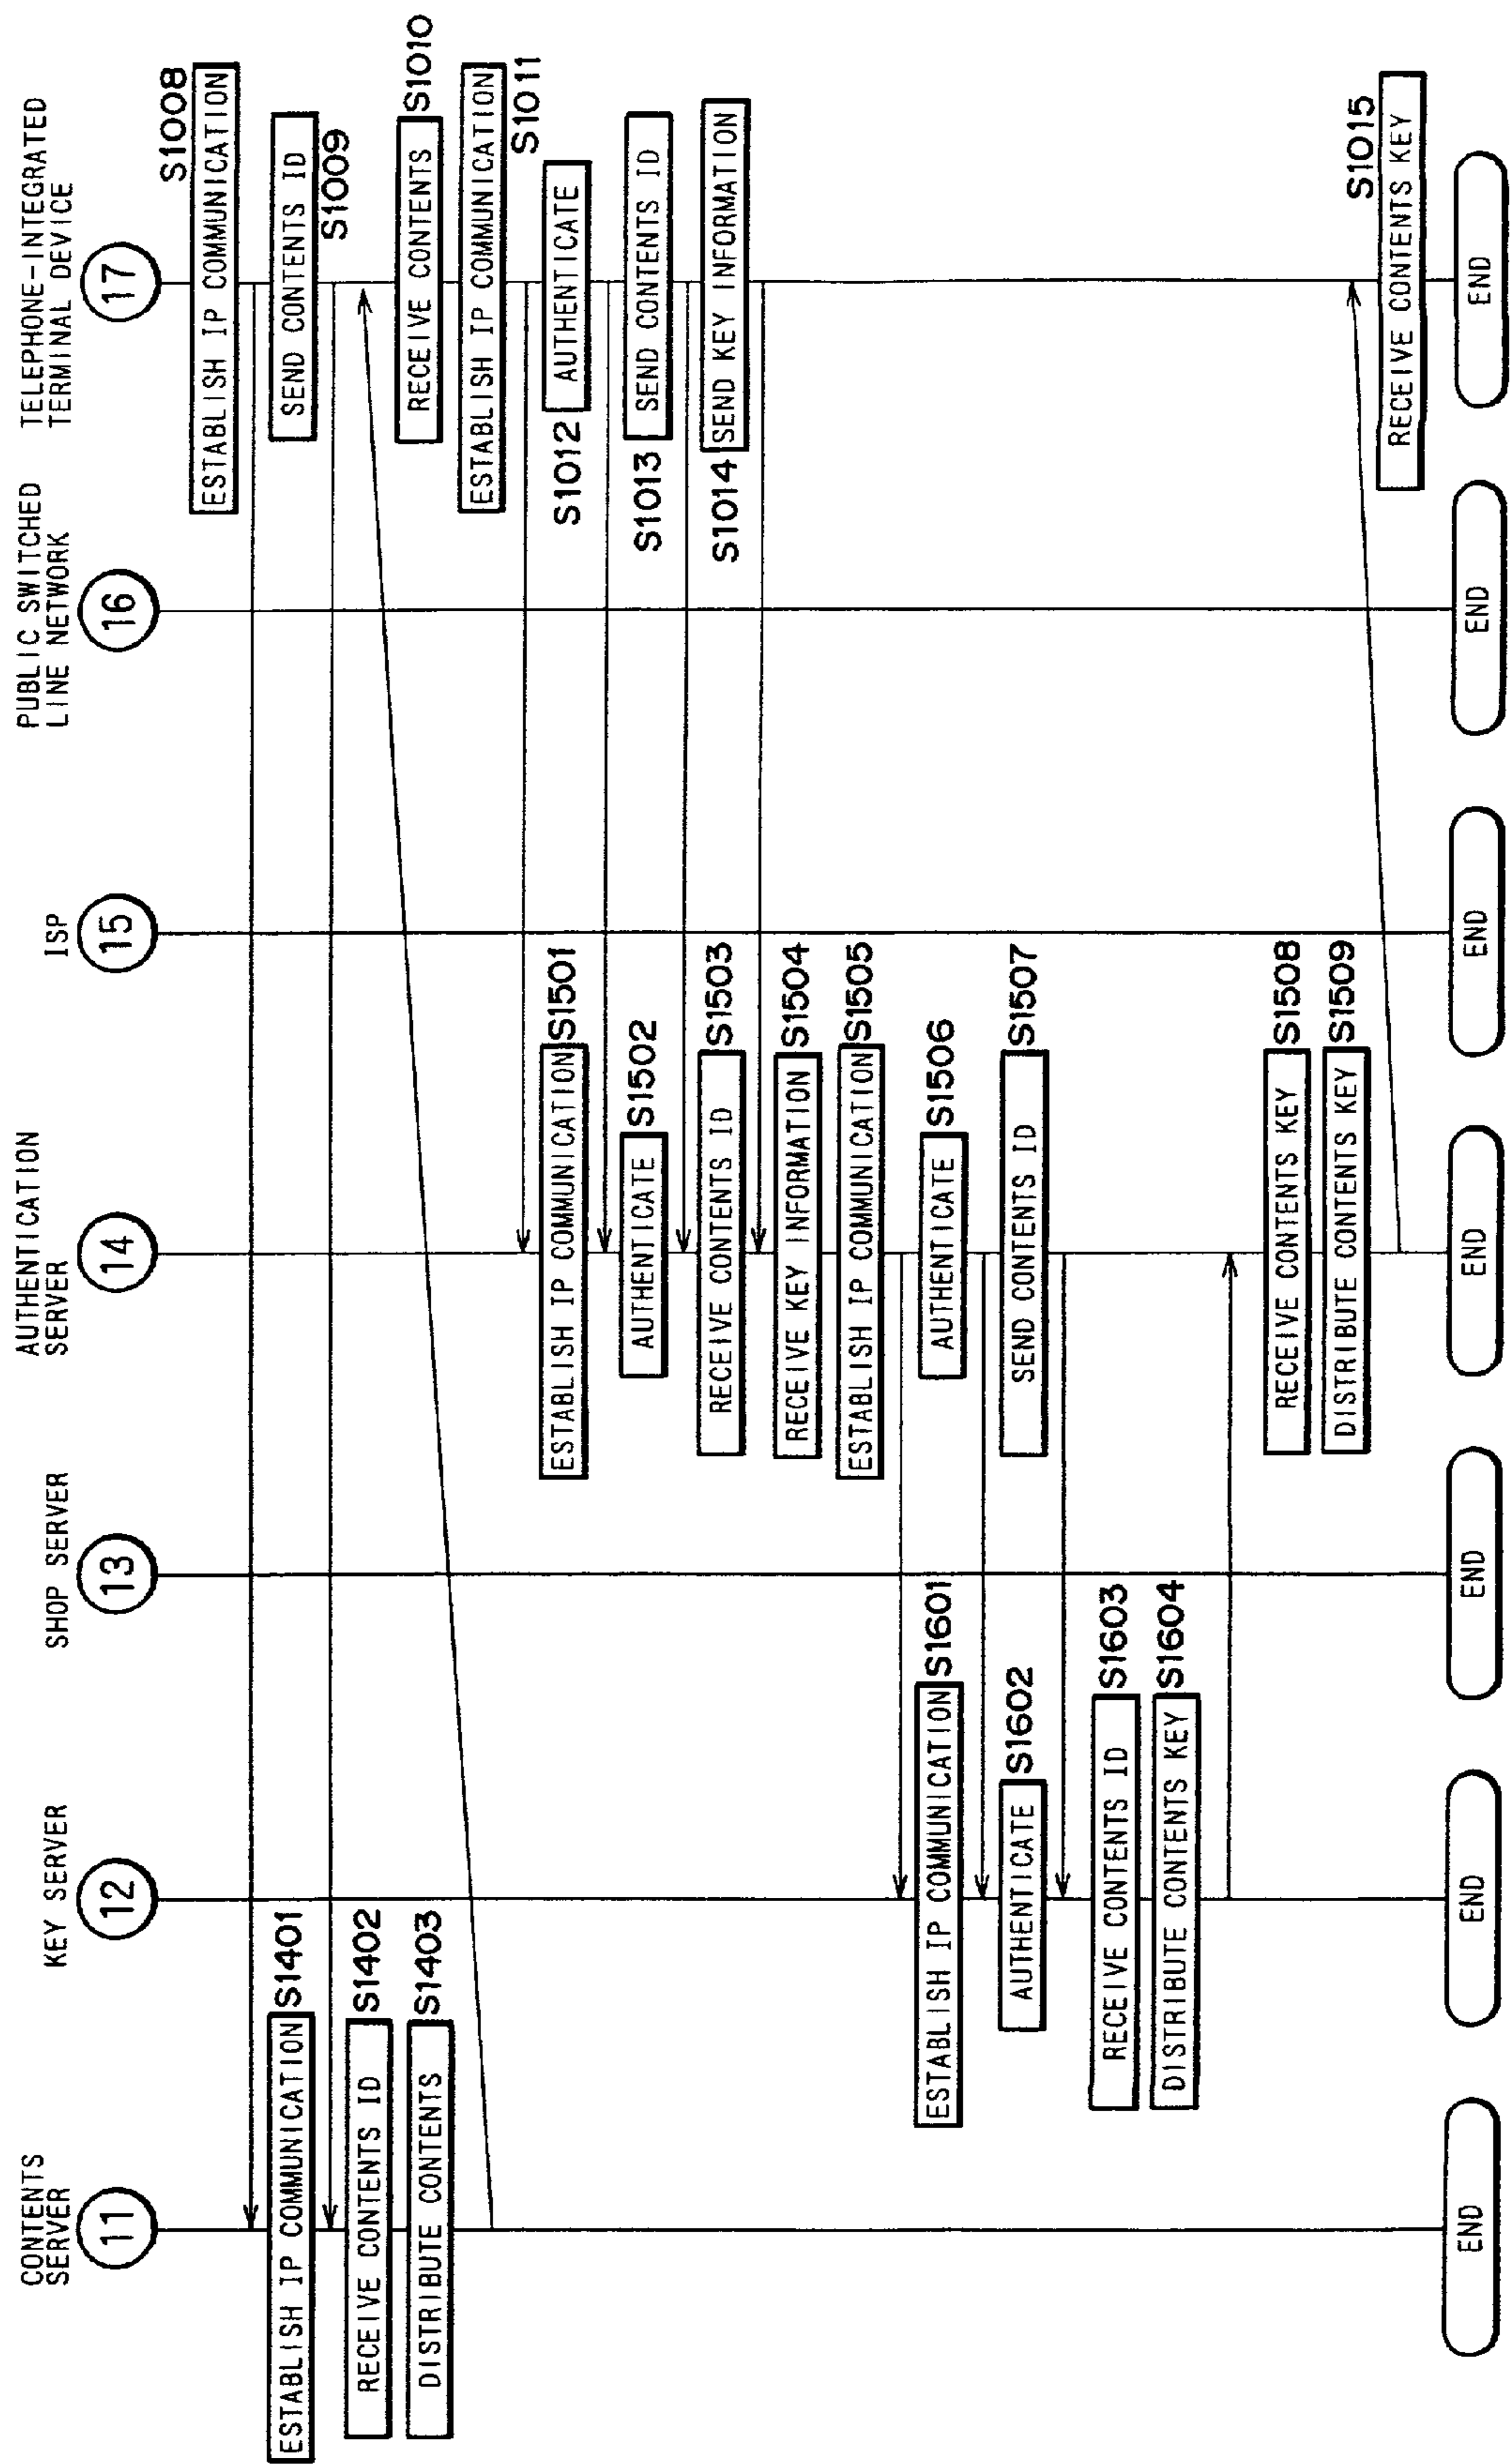 CONTENTS
SERVER
11
KEY SERVER
12
SHOP SERVER
13
AUTHENTICATION
SERVER
14
ISP
15
PUBLIC SWITCHED
LINE NETWORK
16
TELEPHONE-INTEGRATED
TERMINAL DEVICE
17
S1008
ESTABLISH IP COMMUNICATION
ESTABLISH IP COMMUNICATION S1401
SEND CONTENTS ID
S1009
RECEIVE CONTENTS ID S1402
DISTRIBUTE CONTENTS S1403
RECEIVE CONTENTS S1010
ESTABLISH IP COMMUNICATION
S1011
ESTABLISH IP COMMUNICATION S1501
S1012 AUTHENTICATE
AUTHENTICATE S1502
S1013 SEND CONTENTS ID
RECEIVE CONTENTS ID S1503
S1014 SEND KEY INFORMATION
RECEIVE KEY INFORMATION S1504
ESTABLISH IP COMMUNICATION S1505
ESTABLISH IP COMMUNICATION S1601
AUTHENTICATE S1506
AUTHENTICATE S1602
SEND CONTENTS ID S1507
RECEIVE CONTENTS ID S1603
DISTRIBUTE CONTENTS KEY S1604
RECEIVE CONTENTS KEY S1508
DISTRIBUTE CONTENTS KEY S1509
S1015
RECEIVE CONTENTS KEY
END
END
END
END
END
END
END